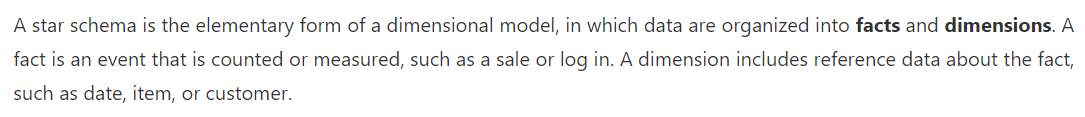 A star schema is the elementary form of a dimensional model, in which data are organized into facts and dimensions. A
fact is an event that is counted or measured, such as a sale or log in. A dimension includes reference data about the fact,
such as date, item, or customer.